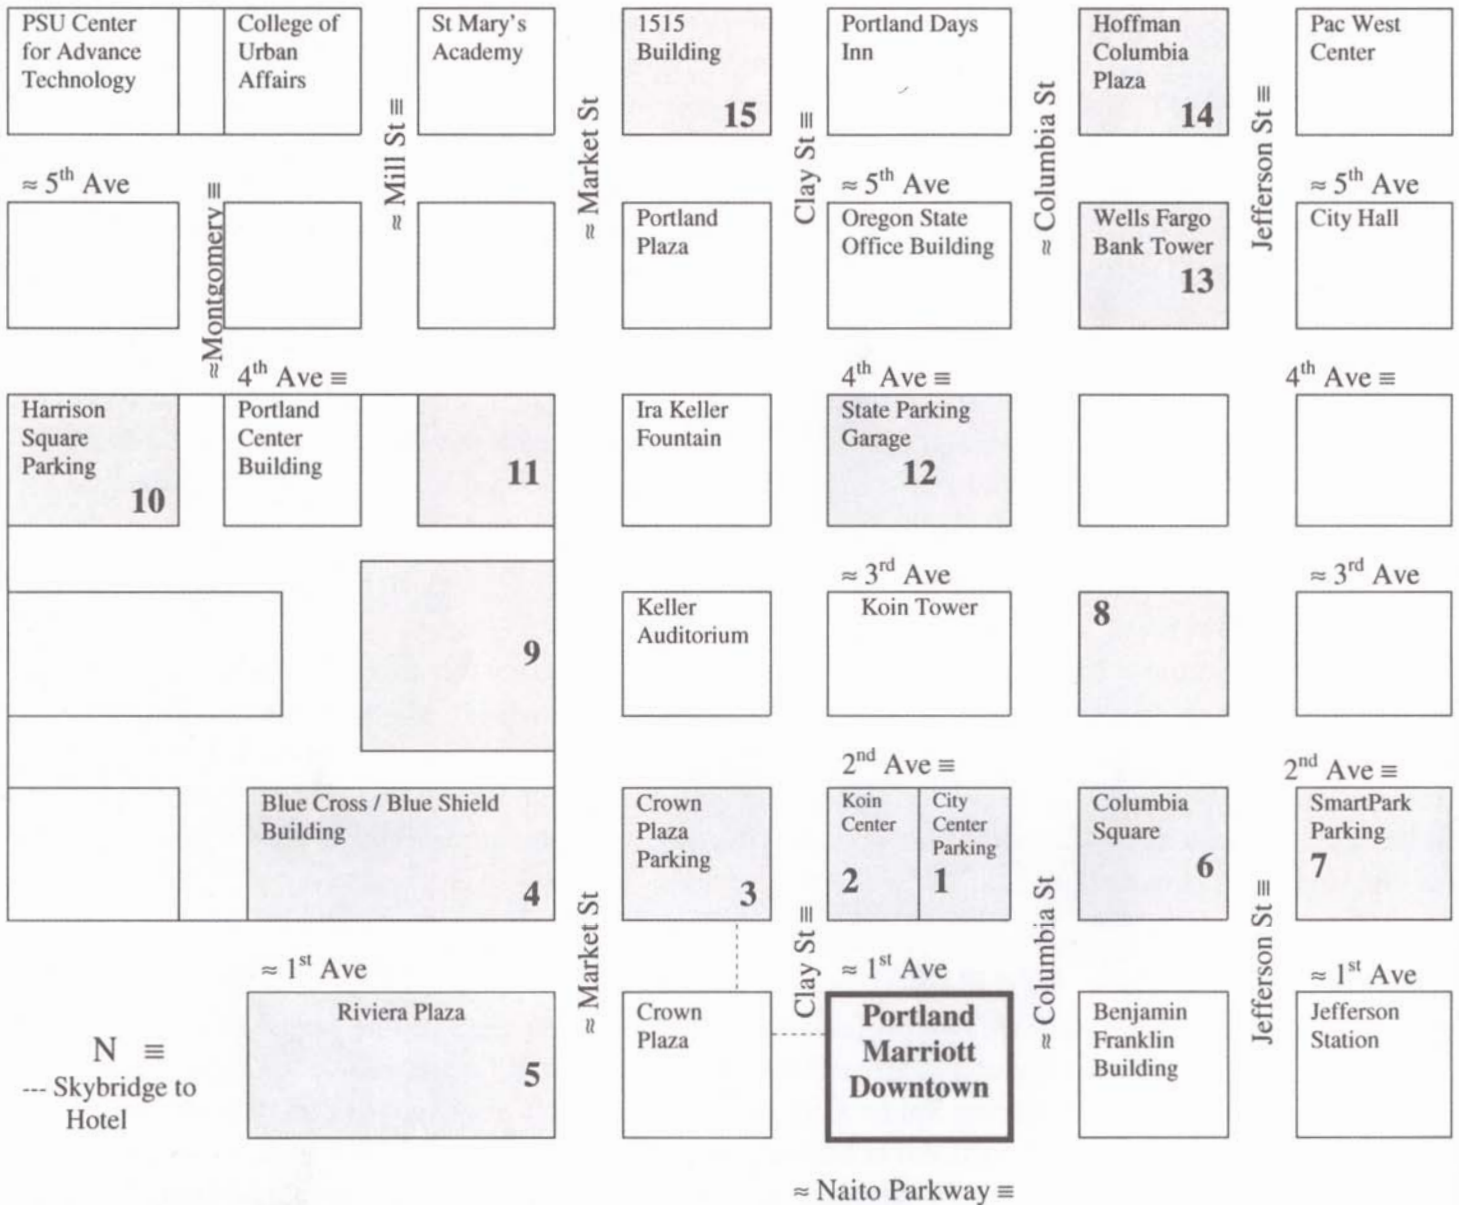 PSU Center
for Advance
Technology
College of
Urban
Affairs
St Mary's
Academy
1515
Building
15
Portland Days
Inn
Hoffman
Columbia
Plaza
14
Pac West
Center
≈ Mill St ≡
≈ Market St
Clay St ≡
≈ Columbia St
Jefferson St ≡
≈ 5th Ave
≈ 5th Ave
≈ 5th Ave
≈Montgomery ≡
Portland
Plaza
Oregon State
Office Building
Wells Fargo
Bank Tower
13
City Hall
4th Ave ≡
4th Ave ≡
4th Ave ≡
Harrison
Square
Parking
10
Portland
Center
Building
11
Ira Keller
Fountain
State Parking
Garage
12
≈ 3rd Ave
≈ 3rd Ave
9
Keller
Auditorium
Koin Tower
8
2nd Ave ≡
2nd Ave ≡
Blue Cross / Blue Shield
Building
4
Crown
Plaza
Parking
3
Koin
Center
2
City
Center
Parking
1
Columbia
Square
6
SmartPark
Parking
7
≈ Market St
Clay St ≡
≈ Columbia St
Jefferson St ≡
≈ 1st Ave
≈ 1st Ave
≈ 1st Ave
Riviera Plaza
5
Crown
Plaza
Portland
Marriott
Downtown
Benjamin
Franklin
Building
Jefferson
Station
N ≡
--- Skybridge to
Hotel
≈ Naito Parkway ≡